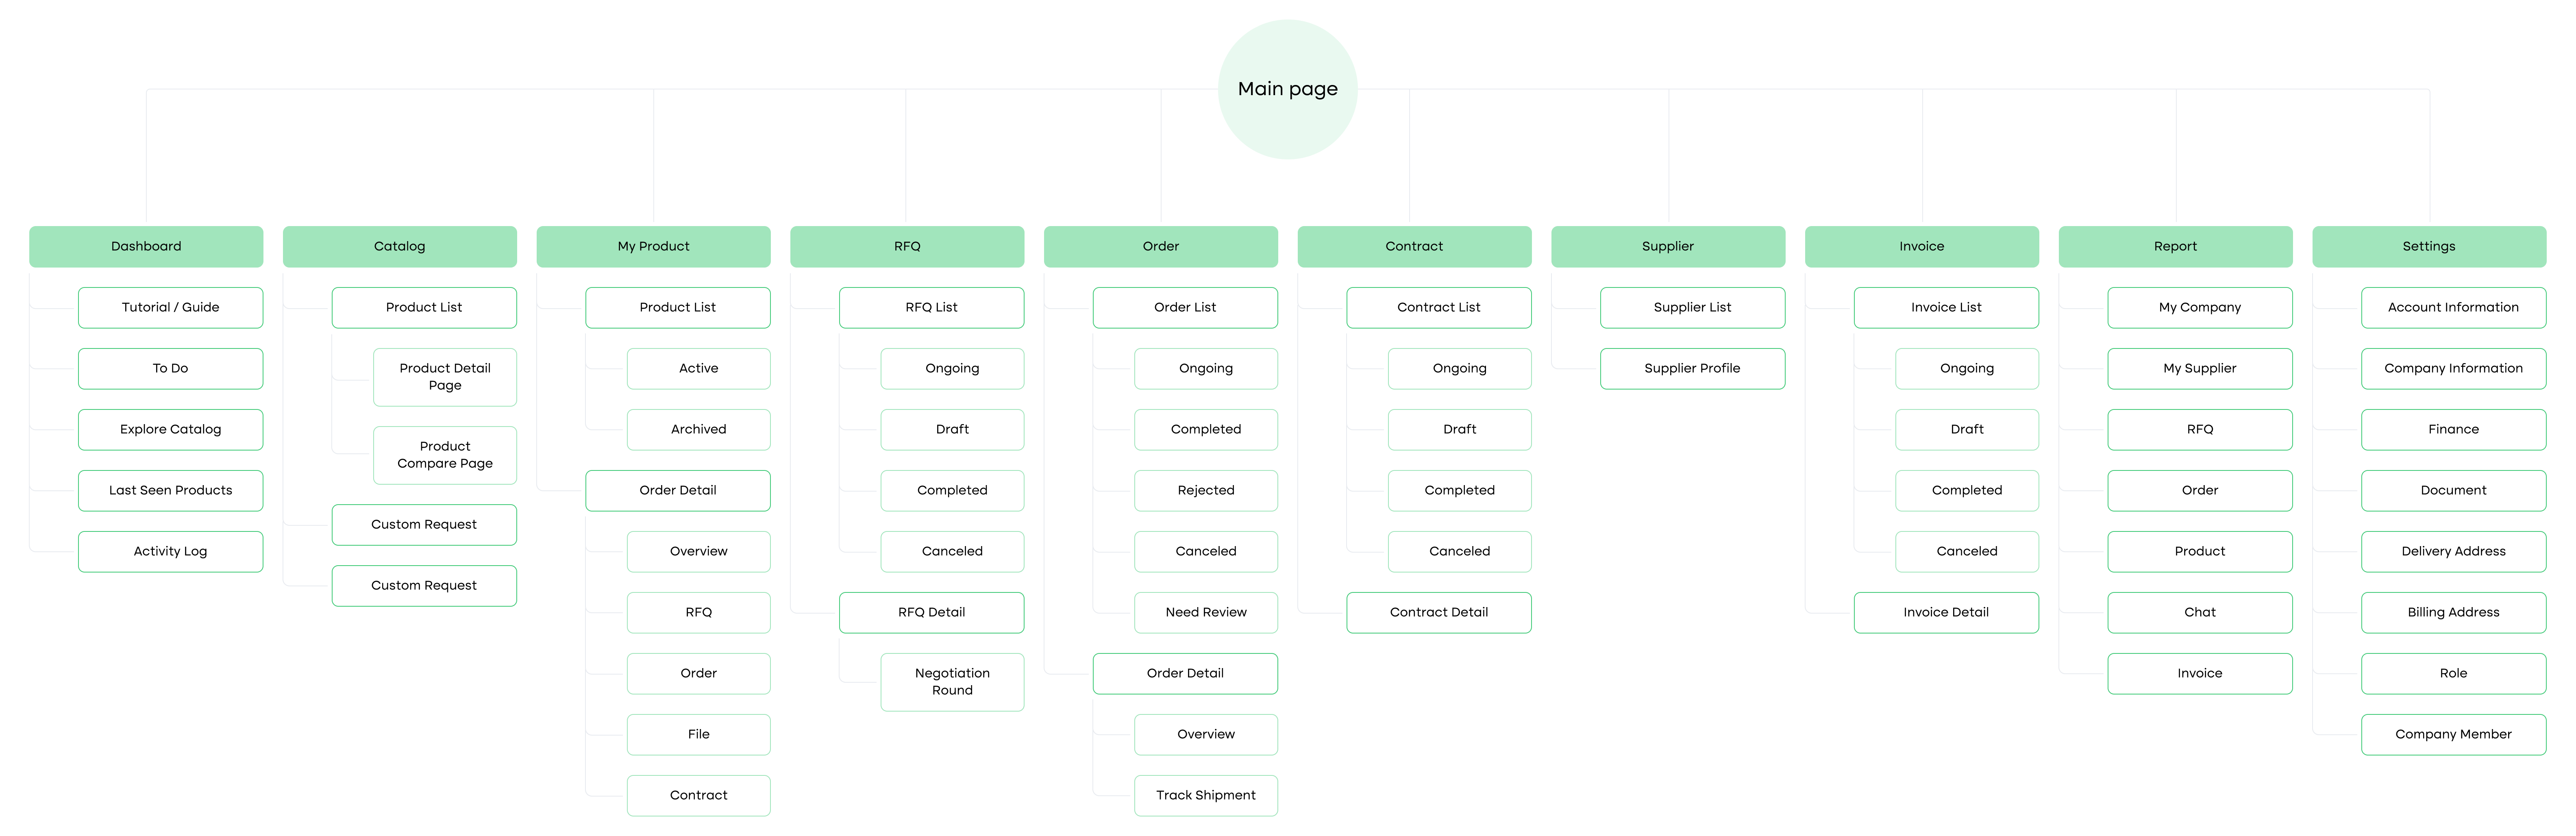 Main page
Dashboard
Tutorial / Guide
To Do
Explore Catalog
Last Seen Products
Activity Log
Catalog
Product List
Product Detail
Page
Product
Compare Page
Custom Request
Custom Request
My Product
Product List
Active
Archived
Order Detail
Overview
RFQ
Order
File
Contract
RFQ
RFQ List
Ongoing
Draft
Completed
Canceled
RFQ Detail
Negotiation
Round
Order
Order List
Ongoing
Completed
Rejected
Canceled
Need Review
Order Detail
Overview
Track Shipment
Contract
Contract List
Ongoing
Draft
Completed
Canceled
Contract Detail
Supplier
Supplier List
Supplier Profile
Invoice
Invoice List
Ongoing
Draft
Completed
Canceled
Invoice Detail
Report
My Company
My Supplier
RFQ
Order
Product
Chat
Invoice
Settings
Account Information
Company Information
Finance
Document
Delivery Address
Billing Address
Role
Company Member